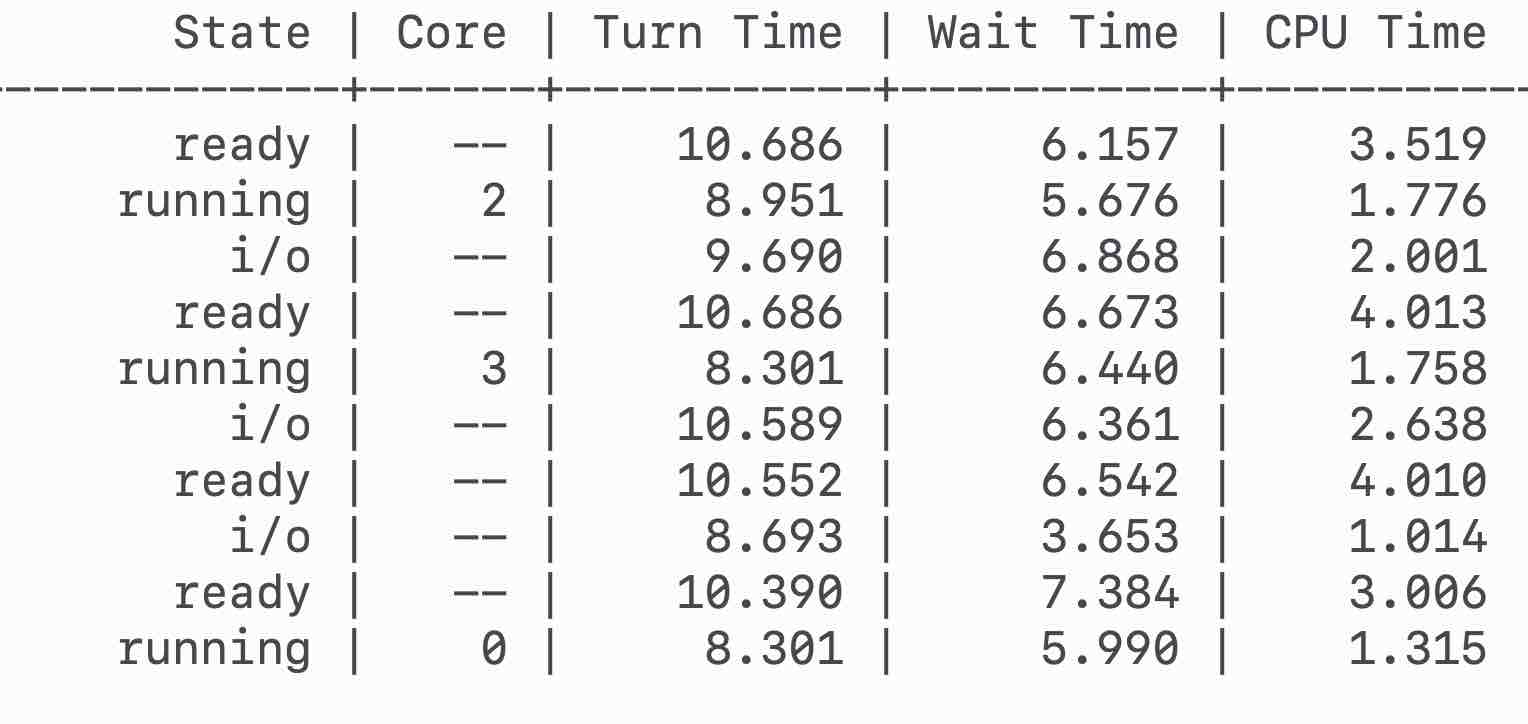 State | Core | Turn Time | Wait Time | CPU Time
------------+------+-----------+-----------+----------
ready | -- | 10.686 | 6.157 | 3.519
running | 2 | 8.951 | 5.676 | 1.776
i/o | -- | 9.690 | 6.868 | 2.001
ready | -- | 10.686 | 6.673 | 4.013
running | 3 | 8.301 | 6.440 | 1.758
i/o | -- | 10.589 | 6.361 | 2.638
ready | -- | 10.552 | 6.542 | 4.010
i/o | -- | 8.693 | 3.653 | 1.014
ready | -- | 10.390 | 7.384 | 3.006
running | 0 | 8.301 | 5.990 | 1.315